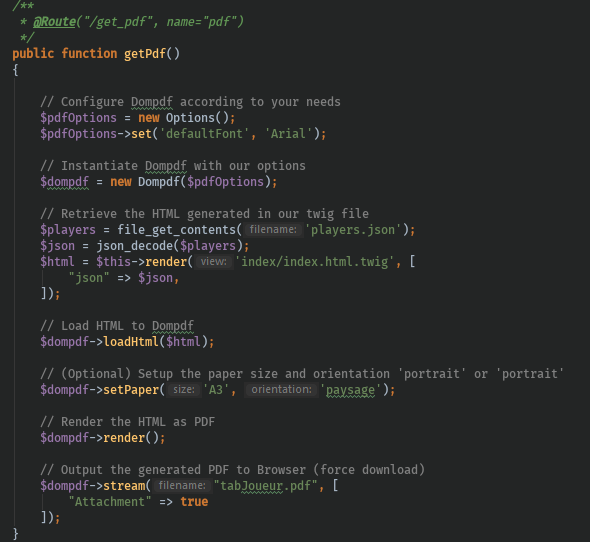 /**
 * @Route("/get_pdf", name="pdf")
 */
public function getPdf()
{
    // Configure Dompdf according to your needs
    $pdfOptions = new Options();
    $pdfOptions->set('defaultFont', 'Arial');
    // Instantiate Dompdf with our options
    $dompdf = new Dompdf($pdfOptions);
    // Retrieve the HTML generated in our twig file
    $players = file_get_contents( filename: 'players.json');
    $json = json_decode($players);
    $html = $this->render( view: 'index/index.html.twig', [
        "json" => $json,
    ]);
    // Load HTML to Dompdf
    $dompdf->loadHtml($html);
    // (Optional) Setup the paper size and orientation 'portrait' or 'portrait'
    $dompdf->setPaper( size: 'A3', orientation: 'paysage');
    // Render the HTML as PDF
    $dompdf->render();
    // Output the generated PDF to Browser (force download)
    $dompdf->stream( filename: "tabJoueur.pdf", [
        "Attachment" => true
    ]);
}